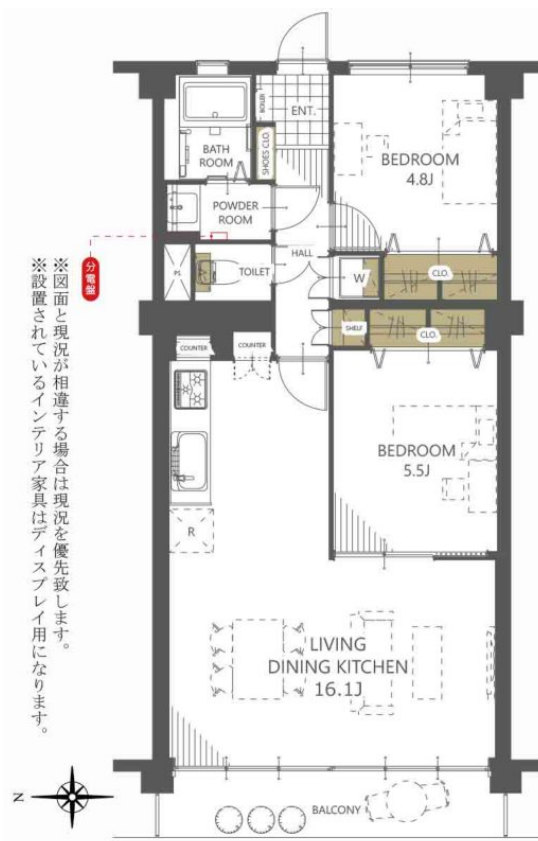 ENT.
BOILER
SHOES CLO.
BATH
ROOM
BEDROOM
4.8J
POWDER
ROOM
HALL
TOILET
PS
W
CLO.
SHELF
CLO.
COUNTER
COUNTER
BEDROOM
5.5J
R
LIVING
DINING KITCHEN
16.1J
BALCONY
N
分電盤
※図面と現況が相違する場合は現況を優先致します。
※設置されているインテリア家具はディスプレイ用になります。